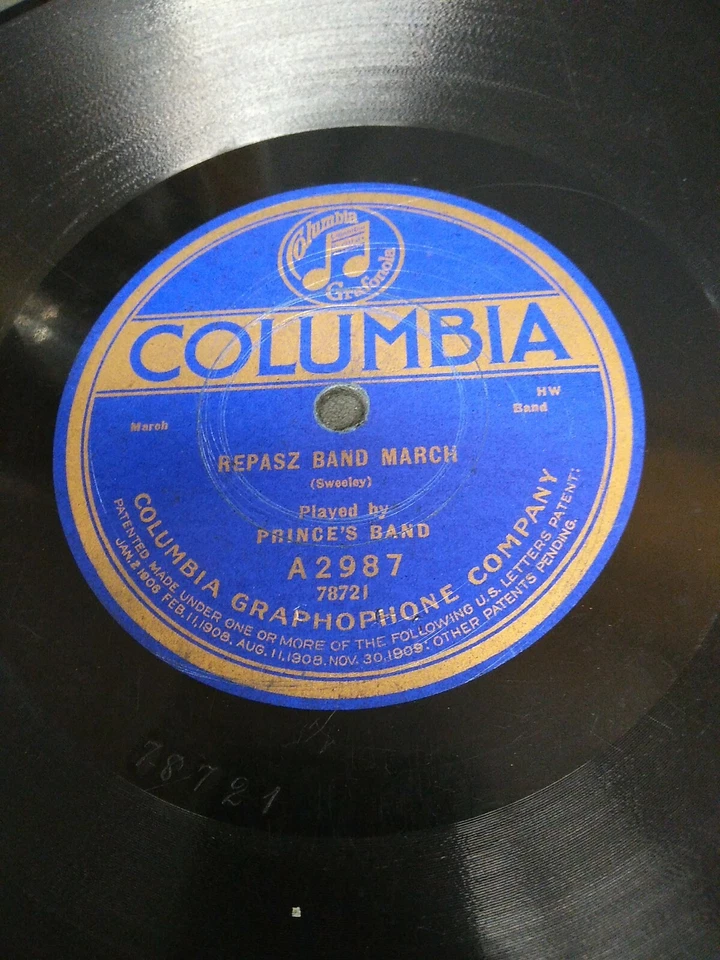 Columbia
Grafonola
COLUMBIA
March
HW
Band
REPASZ BAND MARCH
(Sweeley)
Played by
PRINCE'S BAND
A2987
78721
COLUMBIA GRAPHOPHONE COMPANY
PATENTED, MADE UNDER ONE OR MORE OF THE FOLLOWING U.S. LETTERS PATENT:
JAN. 2, 1906, FEB. 11, 1908, AUG. 11, 1908, NOV. 30, 1909; OTHER PATENTS PENDING.
78721